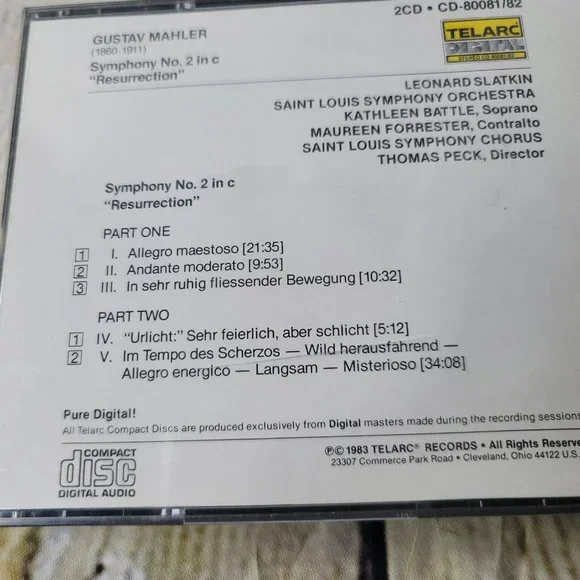 2CD • CD-80081/82
GUSTAV MAHLER
(1860-1911)
Symphony No. 2 in c
"Resurrection"
TELARC
DIGITAL
STEREO CD-80081/82
LEONARD SLATKIN
SAINT LOUIS SYMPHONY ORCHESTRA
KATHLEEN BATTLE, Soprano
MAUREEN FORRESTER, Contralto
SAINT LOUIS SYMPHONY CHORUS
THOMAS PECK, Director
Symphony No. 2 in c
"Resurrection"
PART ONE
1 I. Allegro maestoso [21:35]
2 II. Andante moderato [9:53]
3 III. In sehr ruhig fliessender Bewegung [10:32]
PART TWO
1 IV. "Urlicht:" Sehr feierlich, aber schlicht [5:12]
2 V. Im Tempo des Scherzos — Wild herausfahrend —
Allegro energico — Langsam — Misterioso [34:08]
Pure Digital!
All Telarc Compact Discs are produced exclusively from Digital masters made during the recording sessions
COMPACT
disc
DIGITAL AUDIO
℗© 1983 TELARC® RECORDS • All Rights Reserve
23307 Commerce Park Road • Cleveland, Ohio 44122 U.S.